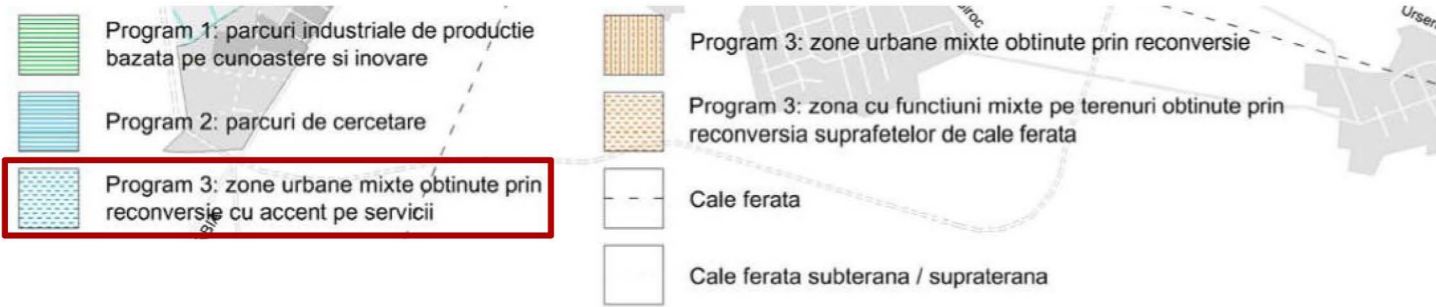 Program 1: parcuri industriale de productie
bazata pe cunoastere si inovare
Program 2: parcuri de cercetare
Program 3: zone urbane mixte obtinute prin
reconversie cu accent pe servicii
Program 3: zone urbane mixte obtinute prin reconversie
Program 3: zona cu functiuni mixte pe terenuri obtinute prin
reconversia suprafetelor de cale ferata
Cale ferata
Cale ferata subterana / supraterana